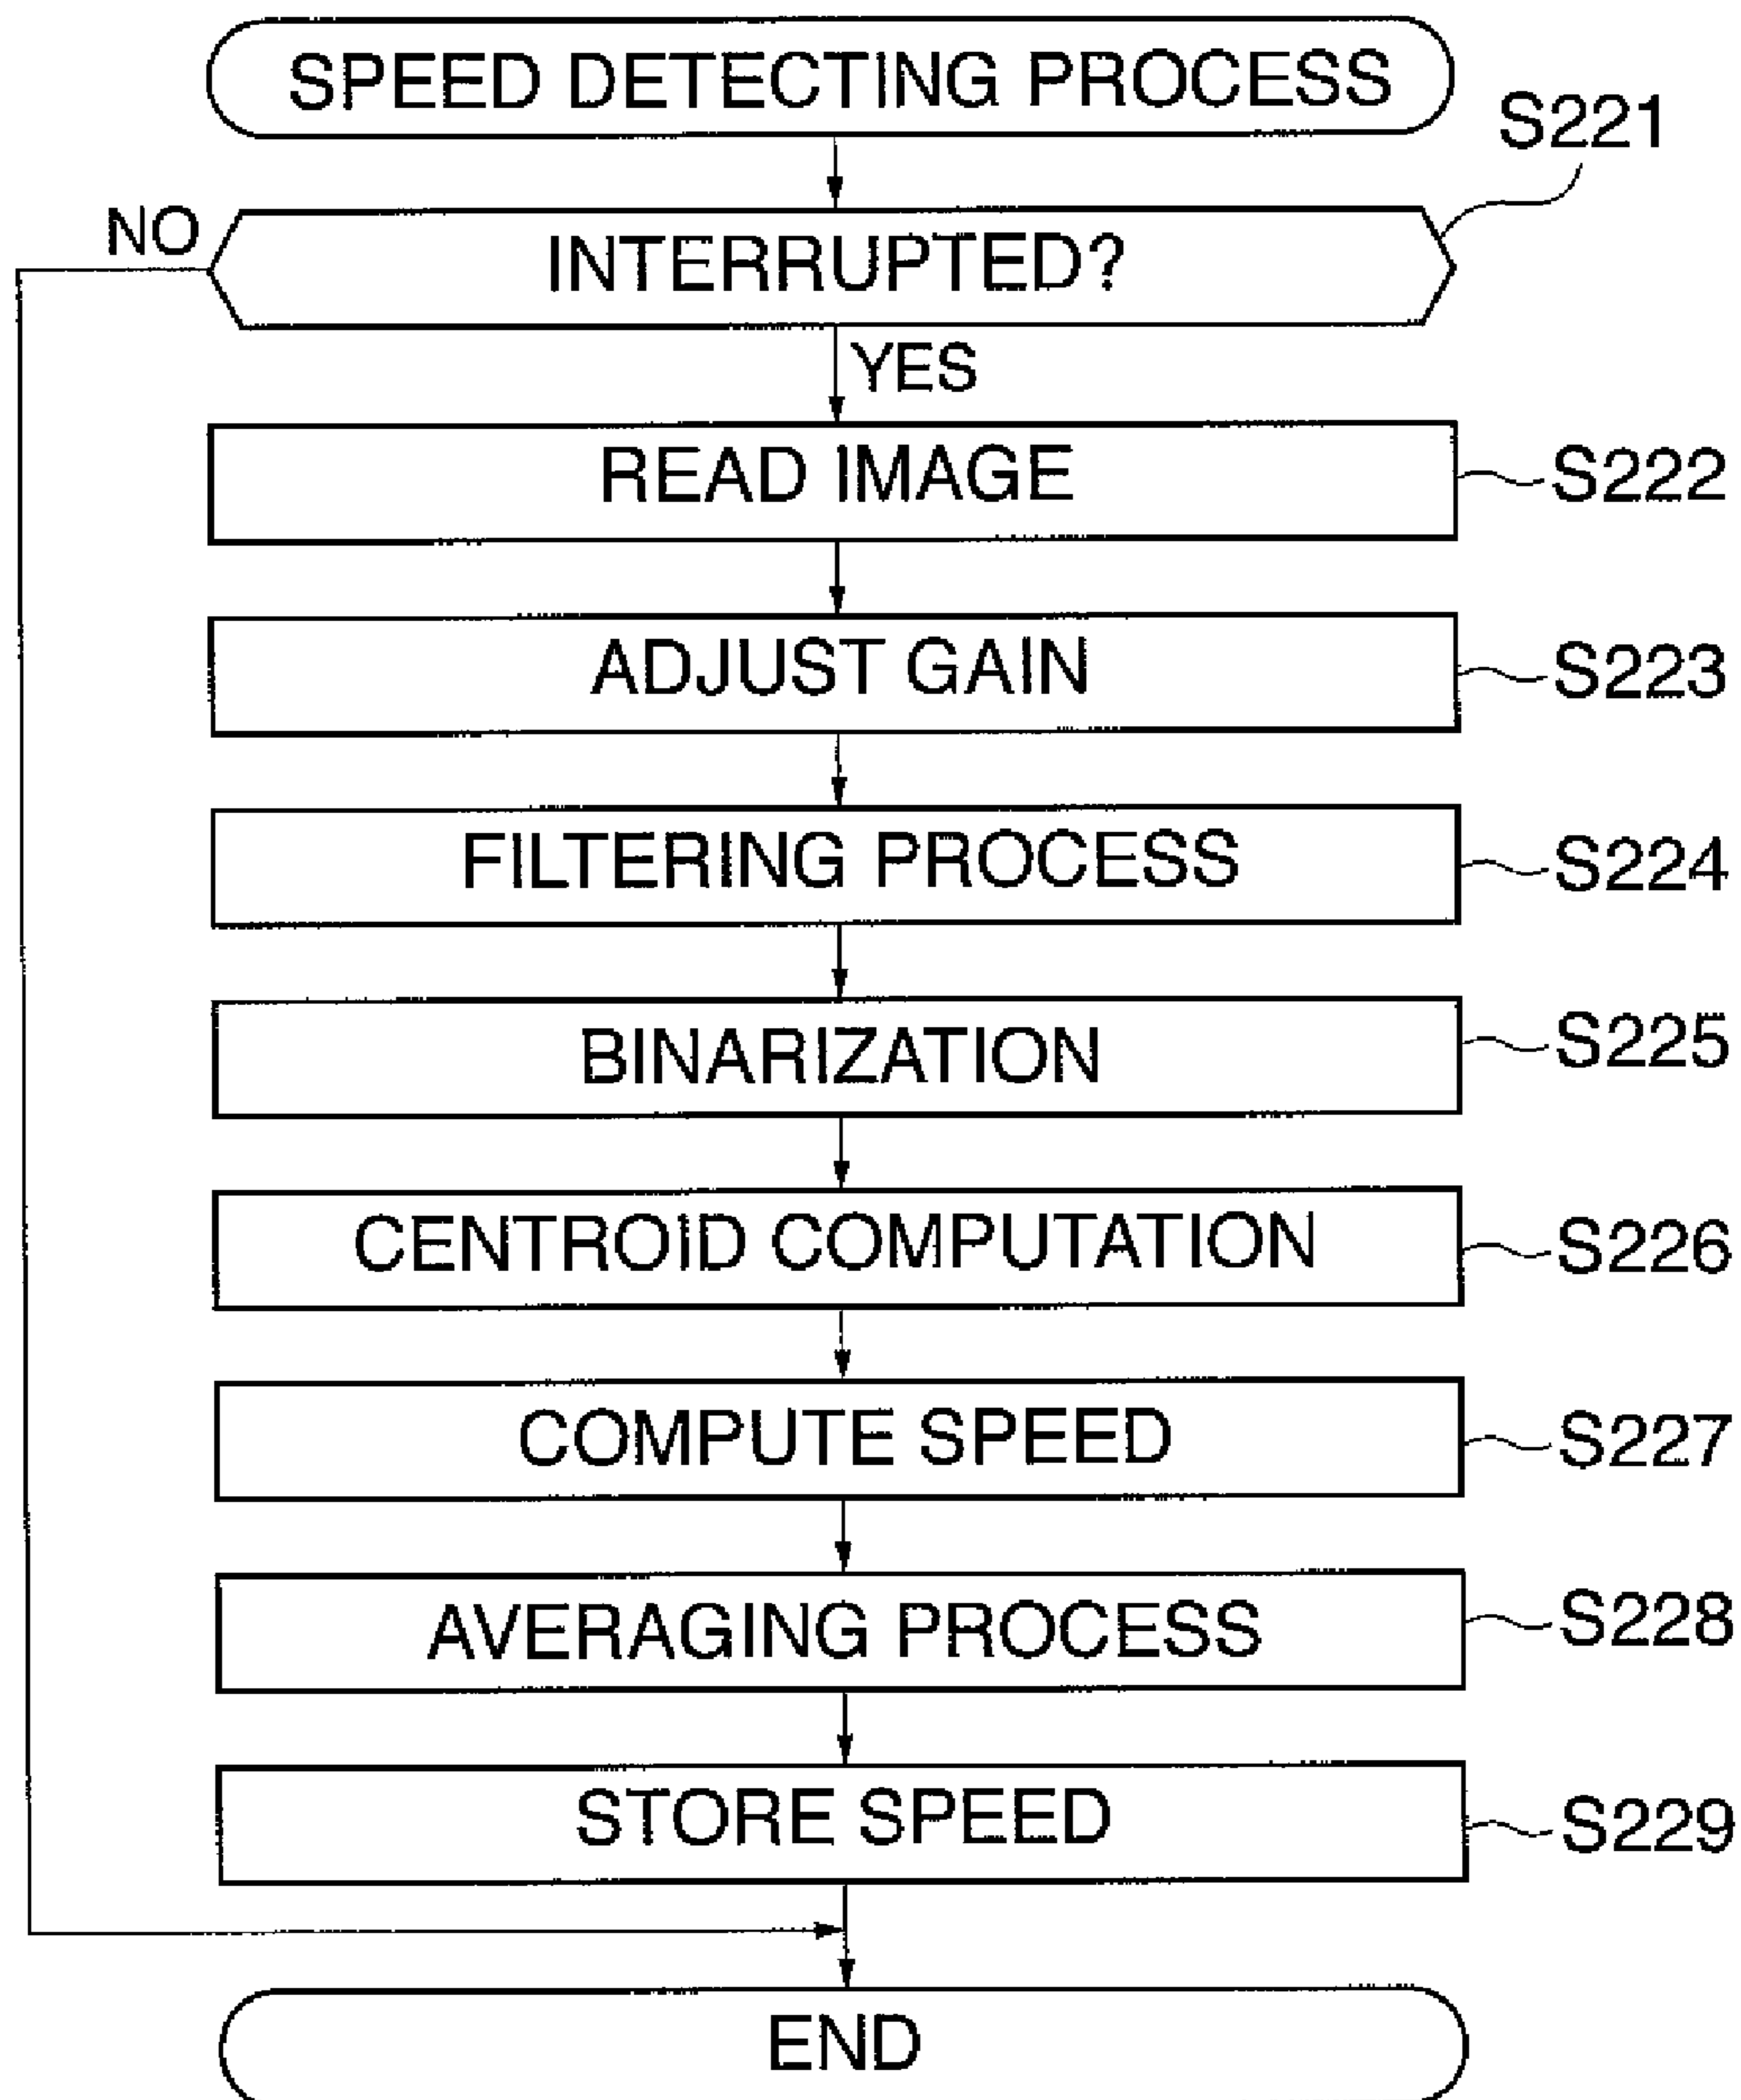 SPEED DETECTING PROCESS
S221
NO
INTERRUPTED?
YES
READ IMAGE
S222
ADJUST GAIN
S223
FILTERING PROCESS
S224
BINARIZATION
S225
CENTROID COMPUTATION
S226
COMPUTE SPEED
S227
AVERAGING PROCESS
S228
STORE SPEED
S229
END